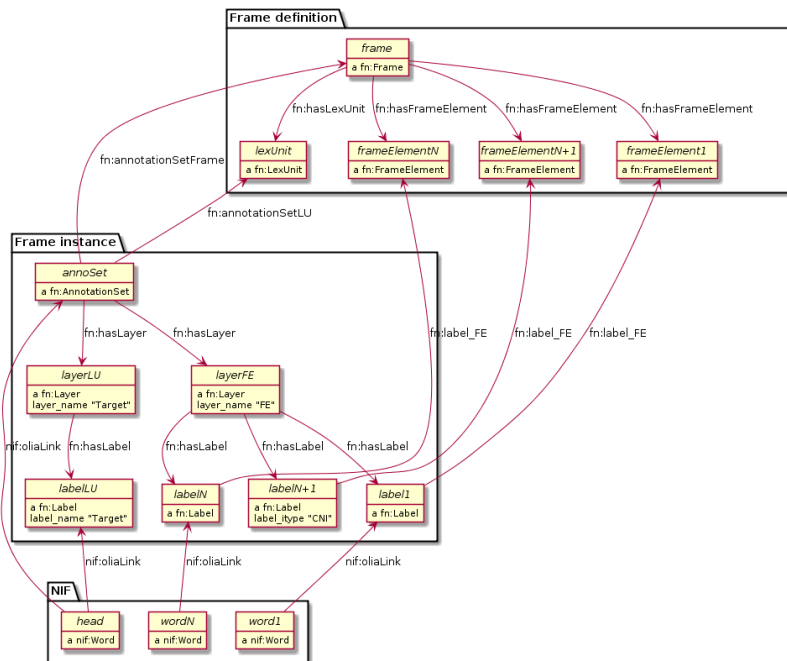 Frame definition
frame
a fn:Frame
fn:hasLexUnit
fn:hasFrameElement
fn:hasFrameElement
fn:hasFrameElement
lexUnit
a fn:LexUnit
frameElementN
a fn:FrameElement
frameElementN+1
a fn:FrameElement
frameElement1
a fn:FrameElement
fn:annotationSetFrame
fn:annotationSetLU
Frame instance
annoSet
a fn:AnnotationSet
fn:hasLayer
fn:hasLayer
fn:label_FE
fn:label_FE
fn:label_FE
layerLU
a fn:Layer
layer_name "Target"
layerFE
a fn:Layer
layer_name "FE"
nif:oliaLink
fn:hasLabel
fn:hasLabel
fn:hasLabel
fn:hasLabel
labelLU
a fn:Label
label_name "Target"
labelN
a fn:Label
labelN+1
a fn:Label
label_itype "CNI"
label1
a fn:Label
nif:oliaLink
nif:oliaLink
nif:oliaLink
NIF
head
a nif:Word
wordN
a nif:Word
word1
a nif:Word